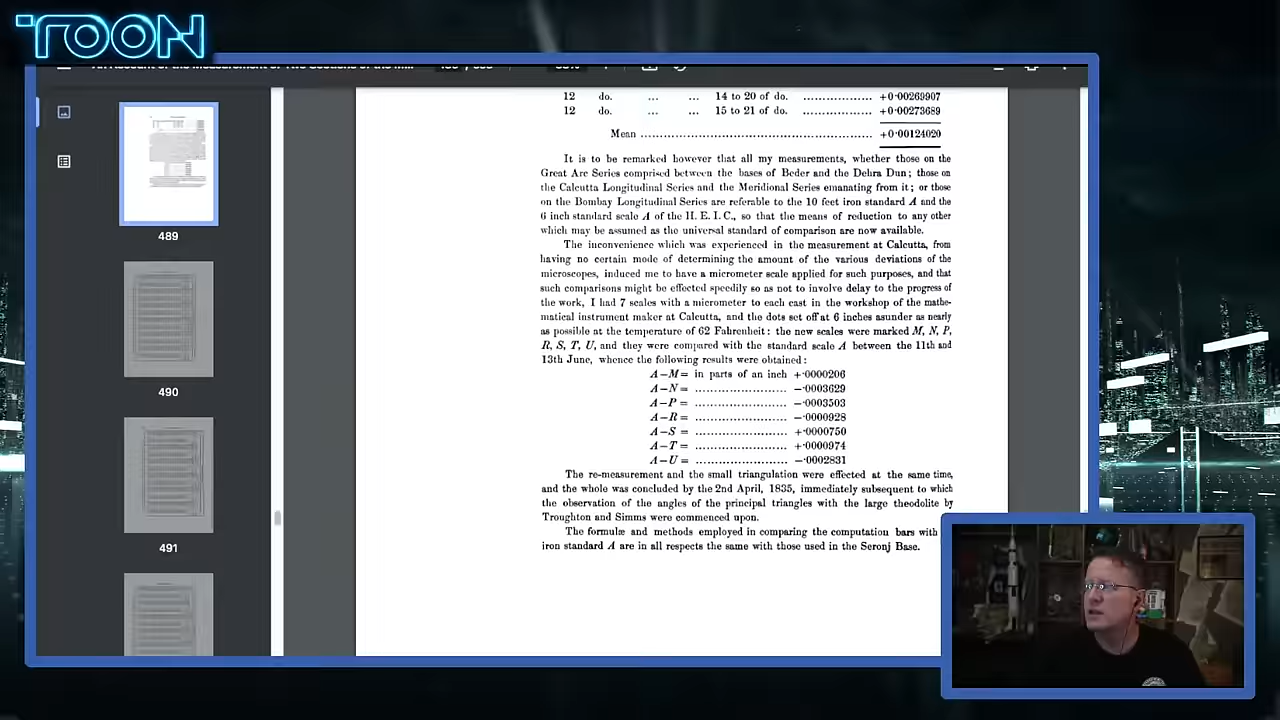 TOON
12 do. ... ... 14 to 20 of do. .................. +0·00269907
12 do. ... ... 15 to 21 of do. .................. +0·00273689
Mean ............................................................ +0·00124020
It is to be remarked however that all my measurements, whether those on the
Great Arc Series comprised between the bases of Beder and the Dehra Dun; those on
the Calcutta Longitudinal Series and the Meridional Series emanating from it; or those
on the Bombay Longitudinal Series are referable to the 10 feet iron standard A and the
6 inch standard scale A of the H. E. I. C., so that the means of reduction to any other
which may be assumed as the universal standard of comparison are now available.
The inconvenience which was experienced in the measurement at Calcutta, from
having no certain mode of determining the amount of the various deviations of the
microscopes, induced me to have a micrometer scale applied for such purposes, and that
such comparisons might be effected speedily so as not to involve delay to the progress of
the work, I had 7 scales with a micrometer to each cast in the workshop of the mathe-
matical instrument maker at Calcutta, and the dots set off at 6 inches asunder as nearly
as possible at the temperature of 62 Fahrenheit: the new scales were marked M, N, P,
R, S, T, U, and they were compared with the standard scale A between the 11th and
13th June, whence the following results were obtained:
A–M= in parts of an inch +·0000206
A–N= ........................ –·0003629
A–P= ........................ –·0003503
A–R= ........................ –·0000928
A–S= ........................ +·0000750
A–T= ........................ +·0000974
A–U= ........................ –·0002831
The re-measurement and the small triangulation were effected at the same time,
and the whole was concluded by the 2nd April, 1835, immediately subsequent to which
the observation of the angles of the principal triangles with the large theodolite by
Troughton and Simms were commenced upon.
The formulæ and methods employed in comparing the computation bars with
iron standard A are in all respects the same with those used in the Seronj Base.
489
490
491